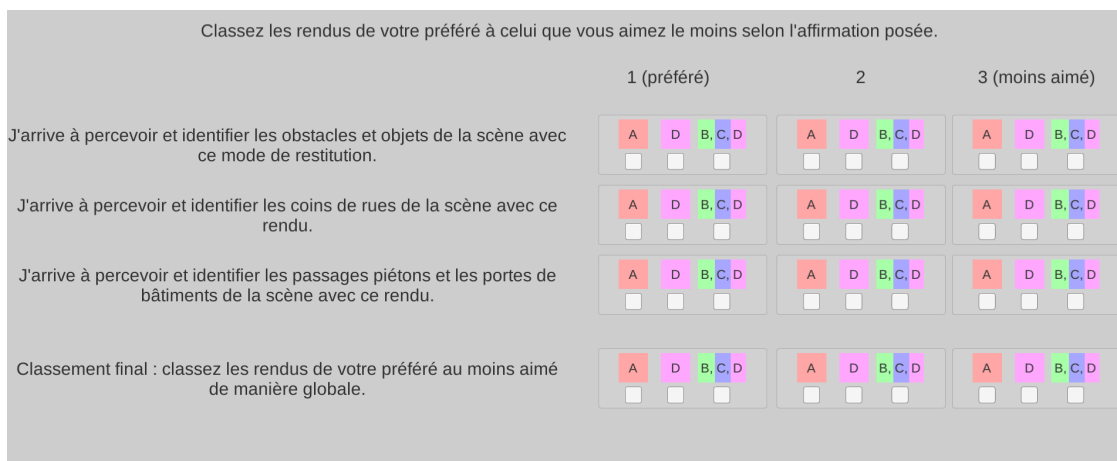 Classez les rendus de votre préféré à celui que vous aimez le moins selon l'affirmation posée.
1 (préféré) 2 3 (moins aimé)
J'arrive à percevoir et identifier les obstacles et objets de la scène avec
ce mode de restitution.
A D B, C, D A D B, C, D A D B, C, D
J'arrive à percevoir et identifier les coins de rues de la scène avec ce
rendu.
A D B, C, D A D B, C, D A D B, C, D
J'arrive à percevoir et identifier les passages piétons et les portes de
bâtiments de la scène avec ce rendu.
A D B, C, D A D B, C, D A D B, C, D
Classement final : classez les rendus de votre préféré au moins aimé
de manière globale.
A D B, C, D A D B, C, D A D B, C, D